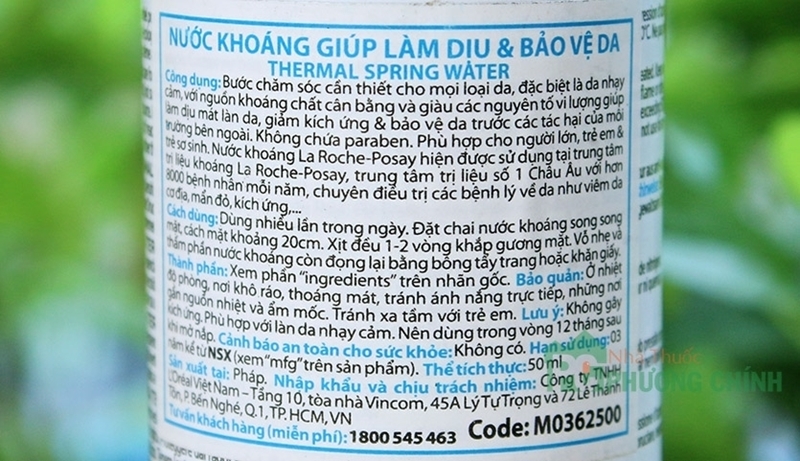 NƯỚC KHOÁNG GIÚP LÀM DỊU & BẢO VỆ DA
THERMAL SPRING WATER
Công dụng: Bước chăm sóc cần thiết cho mọi loại da, đặc biệt là da nhạy
cảm, với nguồn khoáng chất cân bằng và giàu các nguyên tố vi lượng giúp
làm dịu mát làn da, giảm kích ứng & bảo vệ da trước các tác hại của môi
trường bên ngoài. Không chứa paraben. Phù hợp cho người lớn, trẻ em &
trẻ sơ sinh. Nước khoáng La Roche-Posay hiện được sử dụng tại trung tâm
trị liệu khoáng La Roche-Posay, trung tâm trị liệu số 1 Châu Âu với hơn
8000 bệnh nhân mỗi năm, chuyên điều trị các bệnh lý về da như viêm da
cơ địa, mẩn đỏ, kích ứng,...
Cách dùng: Dùng nhiều lần trong ngày. Đặt chai nước khoáng song song
mặt, cách mặt khoảng 20cm. Xịt đều 1-2 vòng khắp gương mặt. Vỗ nhẹ và
thấm phần nước khoáng còn đọng lại bằng bông tẩy trang hoặc khăn giấy.
Thành phần: Xem phần "ingredients" trên nhãn gốc. Bảo quản: Ở nhiệt
độ phòng, nơi khô ráo, thoáng mát, tránh ánh nắng trực tiếp, những nơi
gần nguồn nhiệt và ẩm mốc. Tránh xa tầm với trẻ em. Lưu ý: Không gây
kích ứng. Phù hợp với làn da nhạy cảm. Nên dùng trong vòng 12 tháng sau
khi mở nắp. Cảnh báo an toàn cho sức khỏe: Không có. Hạn sử dụng: 03
năm kể từ NSX (xem "mfg" trên sản phẩm). Thể tích thực: 50 ml
Sản xuất tại: Pháp. Nhập khẩu và chịu trách nhiệm: Công ty TNHH
L'Oréal Việt Nam – Tầng 10, tòa nhà Vincom, 45A Lý Tự Trọng và 72 Lê Thánh
Tôn, P. Bến Nghé, Q.1, TP. HCM, VN
Tư vấn khách hàng (miễn phí): 1800 545 463 Code: M0362500
Nhà Thuốc
PHƯƠNG CHÍNH